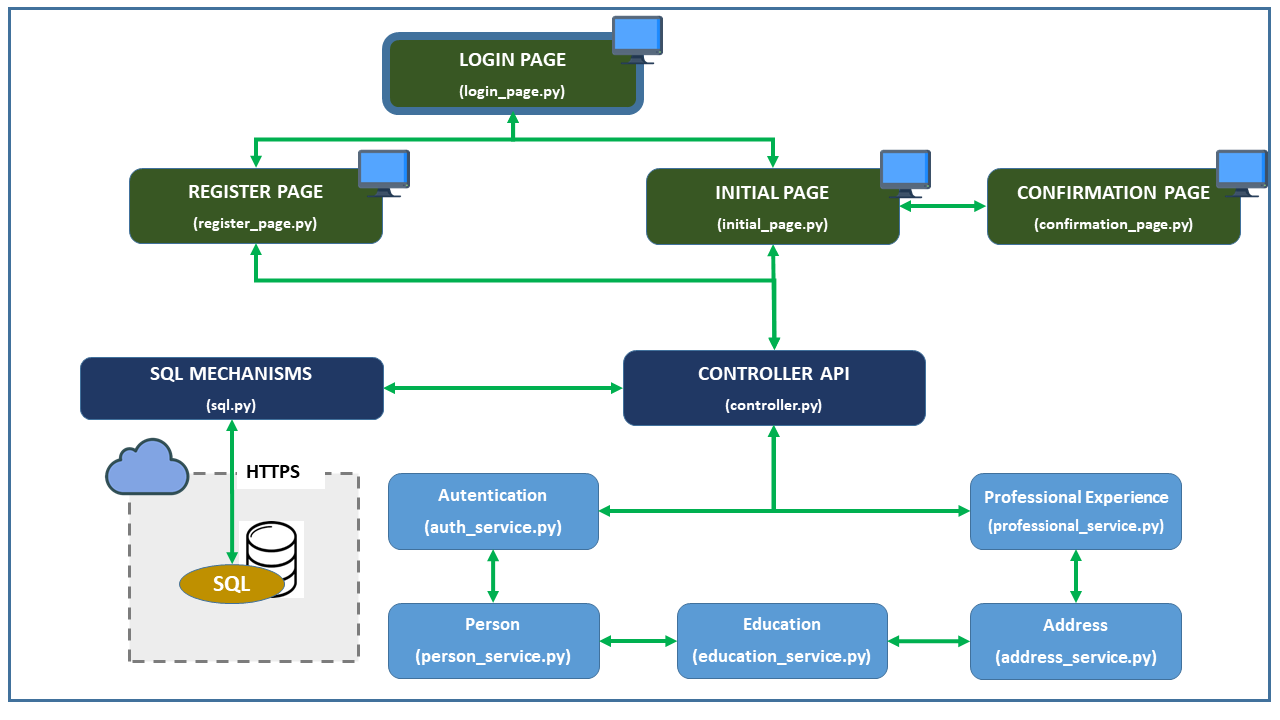 LOGIN PAGE
(login_page.py)
REGISTER PAGE
(register_page.py)
INITIAL PAGE
(initial_page.py)
CONFIRMATION PAGE
(confirmation_page.py)
SQL MECHANISMS
(sql.py)
CONTROLLER API
(controller.py)
HTTPS
SQL
Autentication
(auth_service.py)
Professional Experience
(professional_service.py)
Person
(person_service.py)
Education
(education_service.py)
Address
(address_service.py)